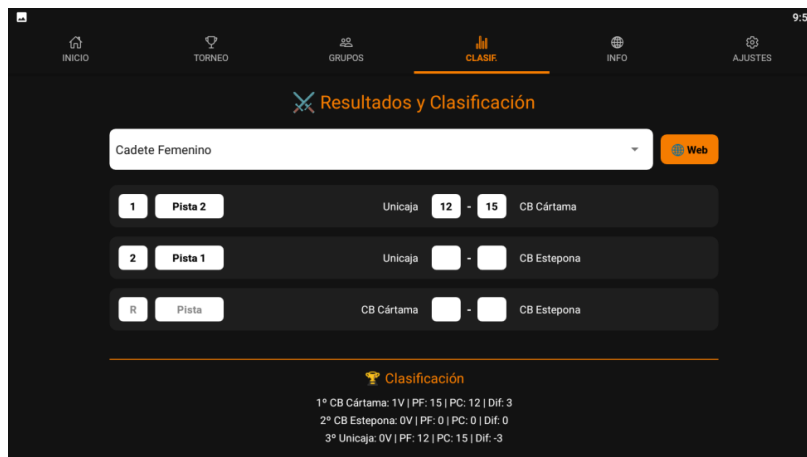 9:5
INICIO TORNEO GRUPOS CLASIF. INFO AJUSTES
Resultados y Clasificación
Cadete Femenino Web
1 Pista 2 Unicaja 12 - 15 CB Cártama
2 Pista 1 Unicaja - CB Estepona
R Pista CB Cártama - CB Estepona
Clasificación
1º CB Cártama: 1V | PF: 15 | PC: 12 | Dif: 3
2º CB Estepona: 0V | PF: 0 | PC: 0 | Dif: 0
3º Unicaja: 0V | PF: 12 | PC: 15 | Dif: -3